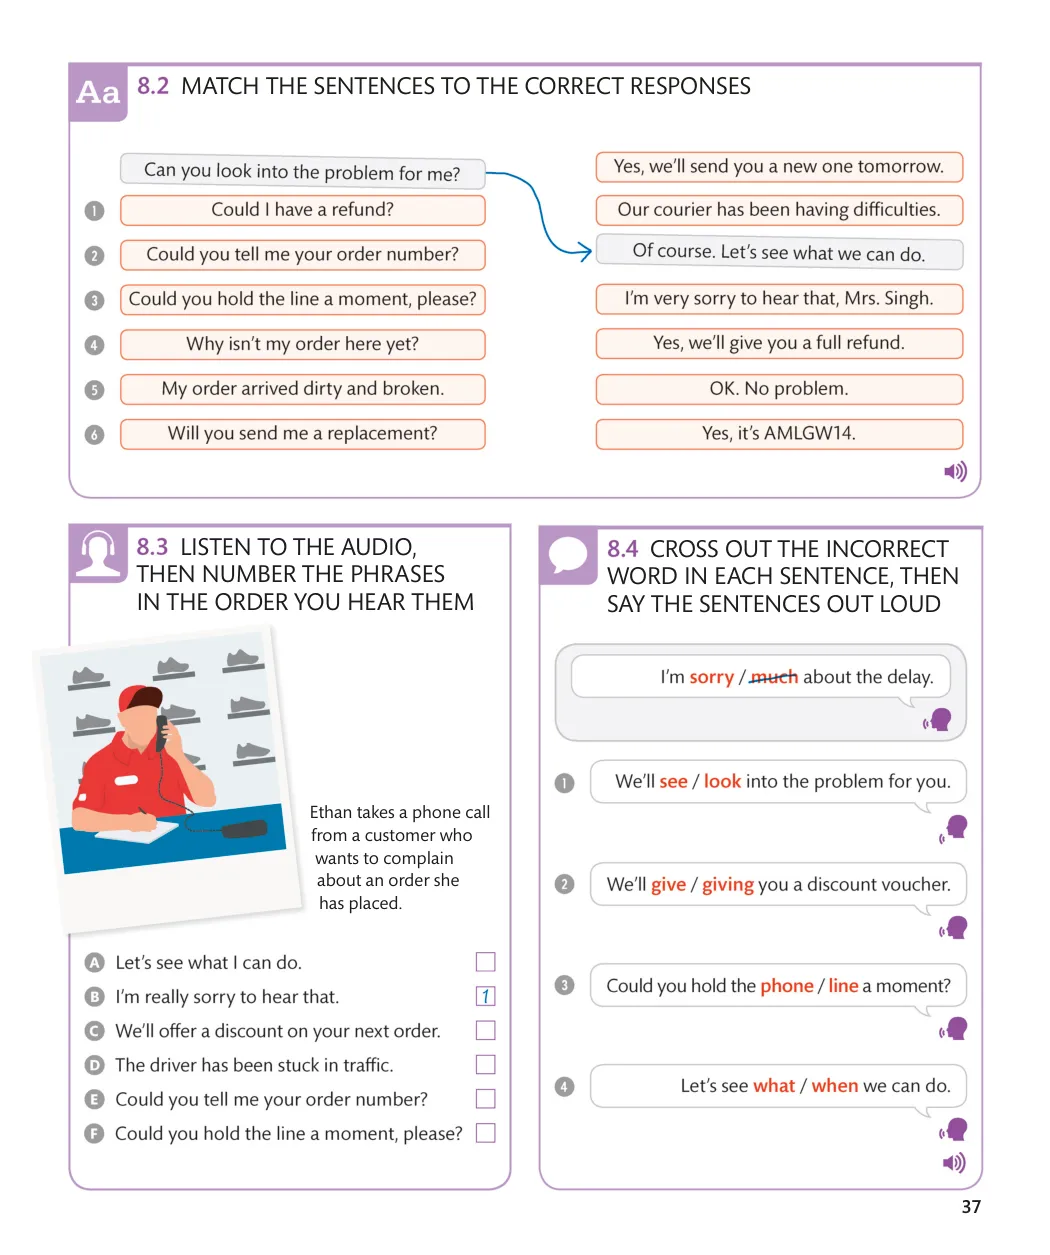 Aa 8.2 MATCH THE SENTENCES TO THE CORRECT RESPONSES
Can you look into the problem for me?
1 Could I have a refund?
2 Could you tell me your order number?
3 Could you hold the line a moment, please?
4 Why isn’t my order here yet?
5 My order arrived dirty and broken.
6 Will you send me a replacement?
Yes, we’ll send you a new one tomorrow.
Our courier has been having difficulties.
Of course. Let’s see what we can do.
I’m very sorry to hear that, Mrs. Singh.
Yes, we’ll give you a full refund.
OK. No problem.
Yes, it’s AMLGW14.
8.3 LISTEN TO THE AUDIO,
THEN NUMBER THE PHRASES
IN THE ORDER YOU HEAR THEM
Ethan takes a phone call
from a customer who
wants to complain
about an order she
has placed.
A Let’s see what I can do.
B I’m really sorry to hear that. 1
C We’ll offer a discount on your next order.
D The driver has been stuck in traffic.
E Could you tell me your order number?
F Could you hold the line a moment, please?
8.4 CROSS OUT THE INCORRECT
WORD IN EACH SENTENCE, THEN
SAY THE SENTENCES OUT LOUD
I’m sorry / much about the delay.
1 We’ll see / look into the problem for you.
2 We’ll give / giving you a discount voucher.
3 Could you hold the phone / line a moment?
4 Let’s see what / when we can do.
37